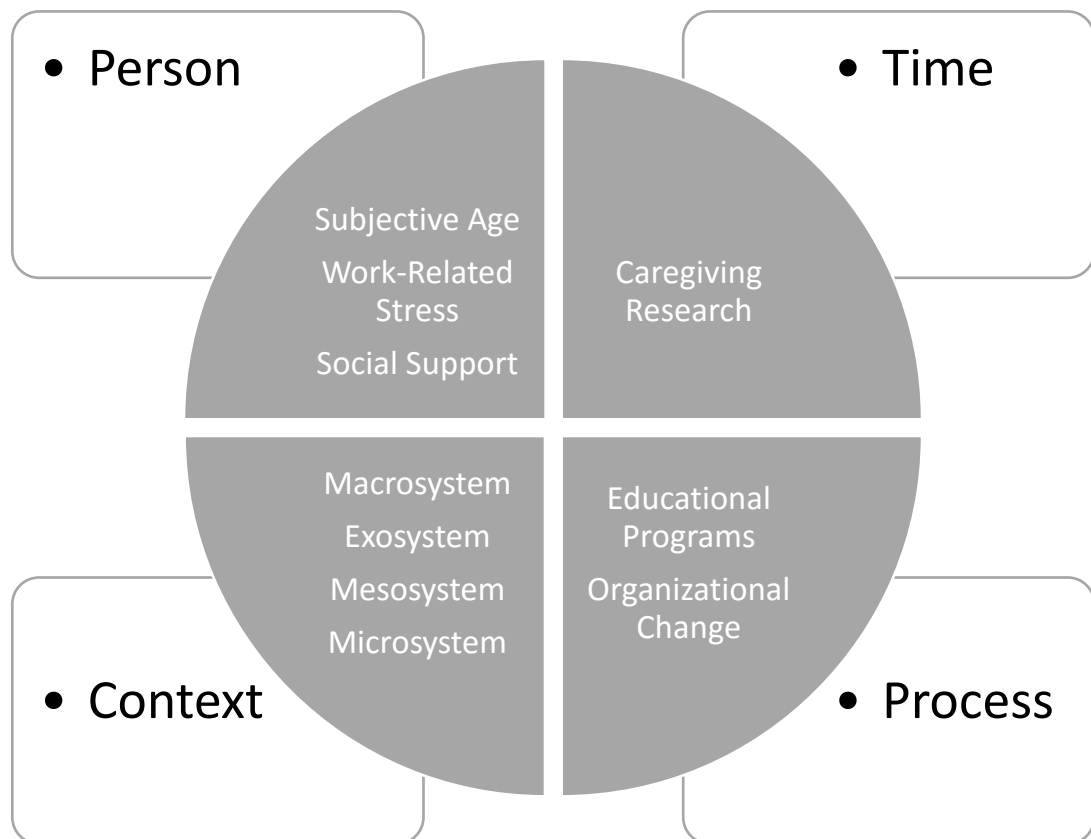 • Person
• Time
Subjective Age
Work-Related
Stress
Social Support
Caregiving
Research
Macrosystem
Exosystem
Mesosystem
Microsystem
Educational
Programs
Organizational
Change
• Context
• Process